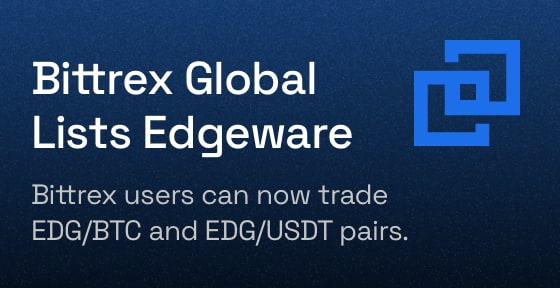 Bittrex Global
Lists Edgeware
Bittrex users can now trade
EDG/BTC and EDG/USDT pairs.